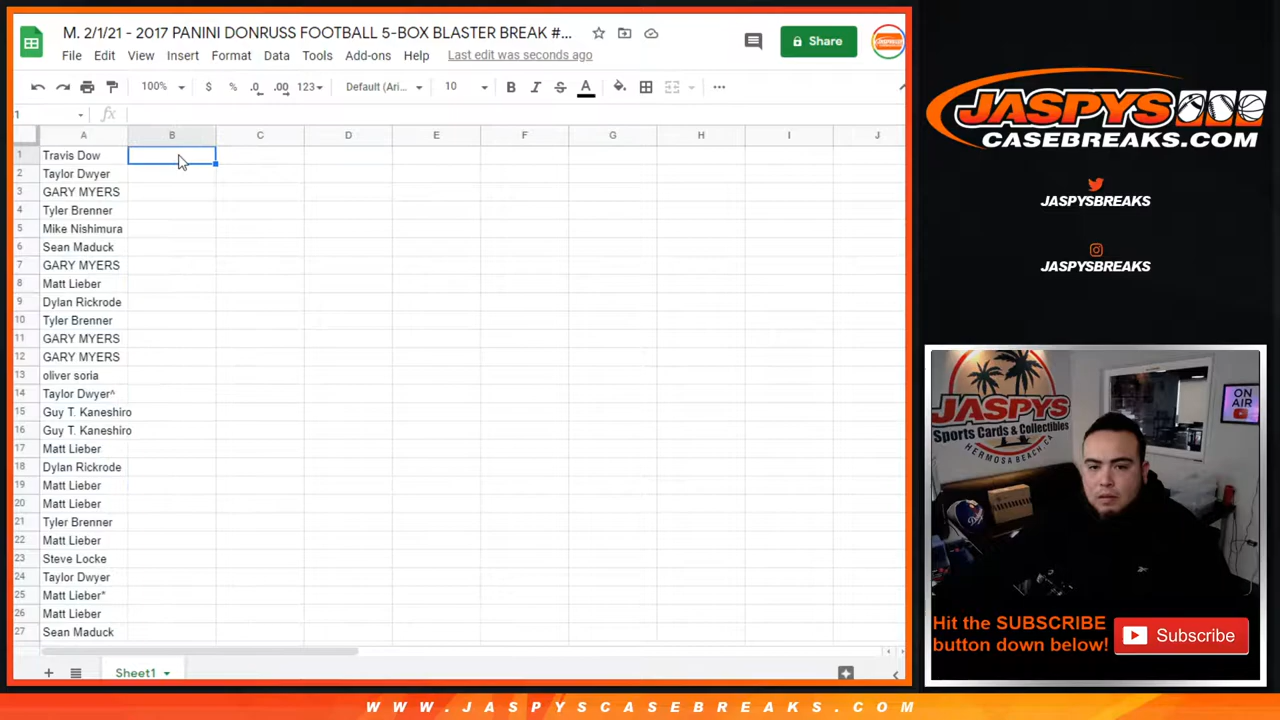 M. 2/1/21 - 2017 PANINI DONRUSS FOOTBALL 5-BOX BLASTER BREAK #...
File Edit View Insert Format Data Tools Add-ons Help Last edit was seconds ago
Share
100% $ % .0 .00 123 Default (Ari... 10 B I S A ...
1 fx
A B C D E F G H I J
1 Travis Dow
2 Taylor Dwyer
3 GARY MYERS
4 Tyler Brenner
5 Mike Nishimura
6 Sean Maduck
7 GARY MYERS
8 Matt Lieber
9 Dylan Rickrode
10 Tyler Brenner
11 GARY MYERS
12 GARY MYERS
13 oliver soria
14 Taylor Dwyer^
15 Guy T. Kaneshiro
16 Guy T. Kaneshiro
17 Matt Lieber
18 Dylan Rickrode
19 Matt Lieber
20 Matt Lieber
21 Tyler Brenner
22 Matt Lieber
23 Steve Locke
24 Taylor Dwyer
25 Matt Lieber*
26 Matt Lieber
27 Sean Maduck
Sheet1
JASPYS
CASEBREAKS.COM
JASPYSBREAKS
JASPYSBREAKS
JASPYS
Sports Cards & Collectibles
HERMOSA BEACH, CA
ON
AIR
Hit the SUBSCRIBE
button down below!
Subscribe
WWW.JASPYSCASEBREAKS.COM